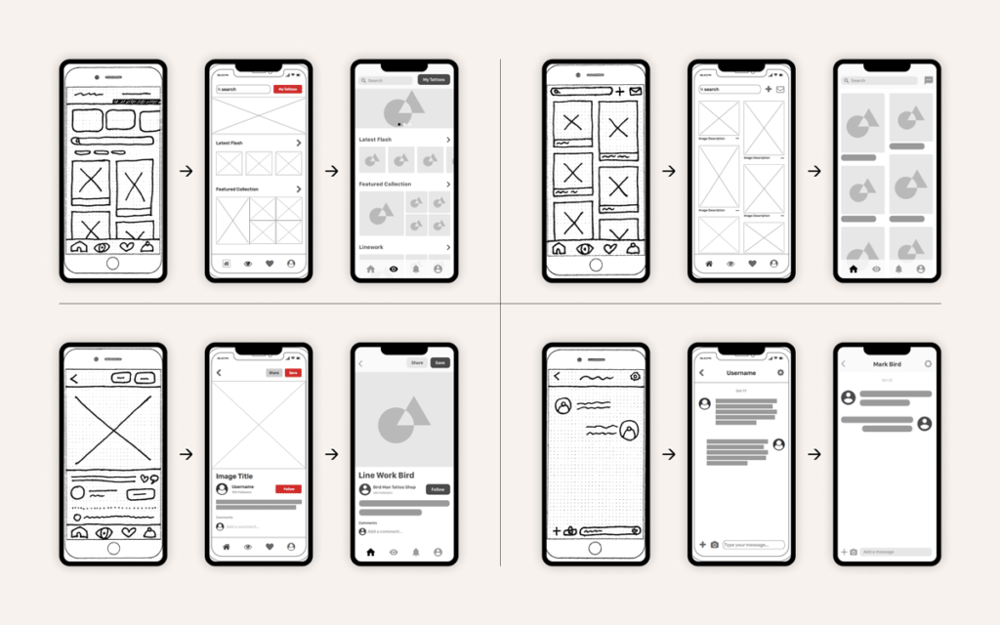 search
My Tattoos
Latest Flash
Featured Collection
Search
My Tattoos
Latest Flash
Featured Collection
Linework
search
Image Description
Image Description
Image Description
Image Description
Search
Share
Save
Image Title
Username
Follow
Comments
Add a comment...
Share
Save
Line Work Bird
Bird Man Tattoo Shop
Follow
Comments
Add a comment...
Username
Type your message...
Mark Bird
Add a message